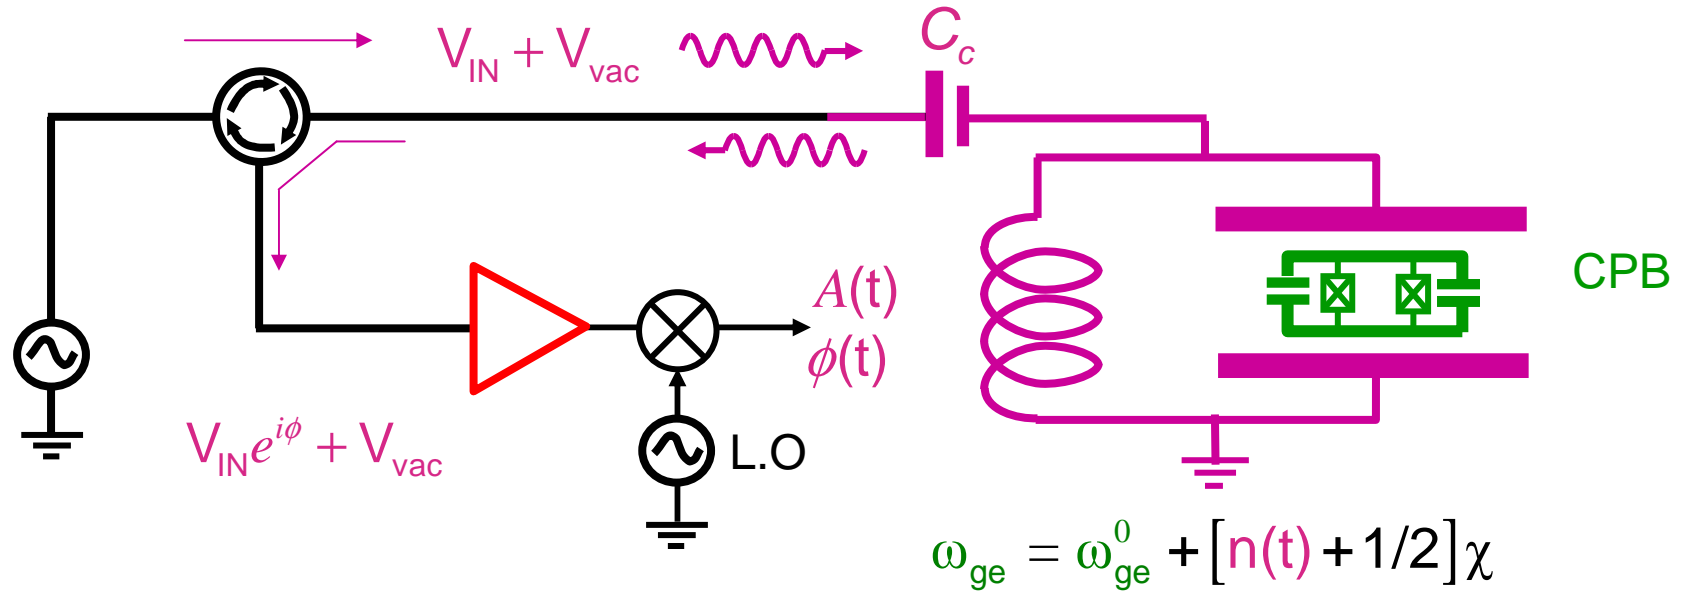 V_IN + V_vac
C_c
CPB
A(t)
ϕ(t)
V_IN e^{iϕ} + V_vac
L.O
ω_ge = ω_ge^0 + [n(t) + 1/2] χ